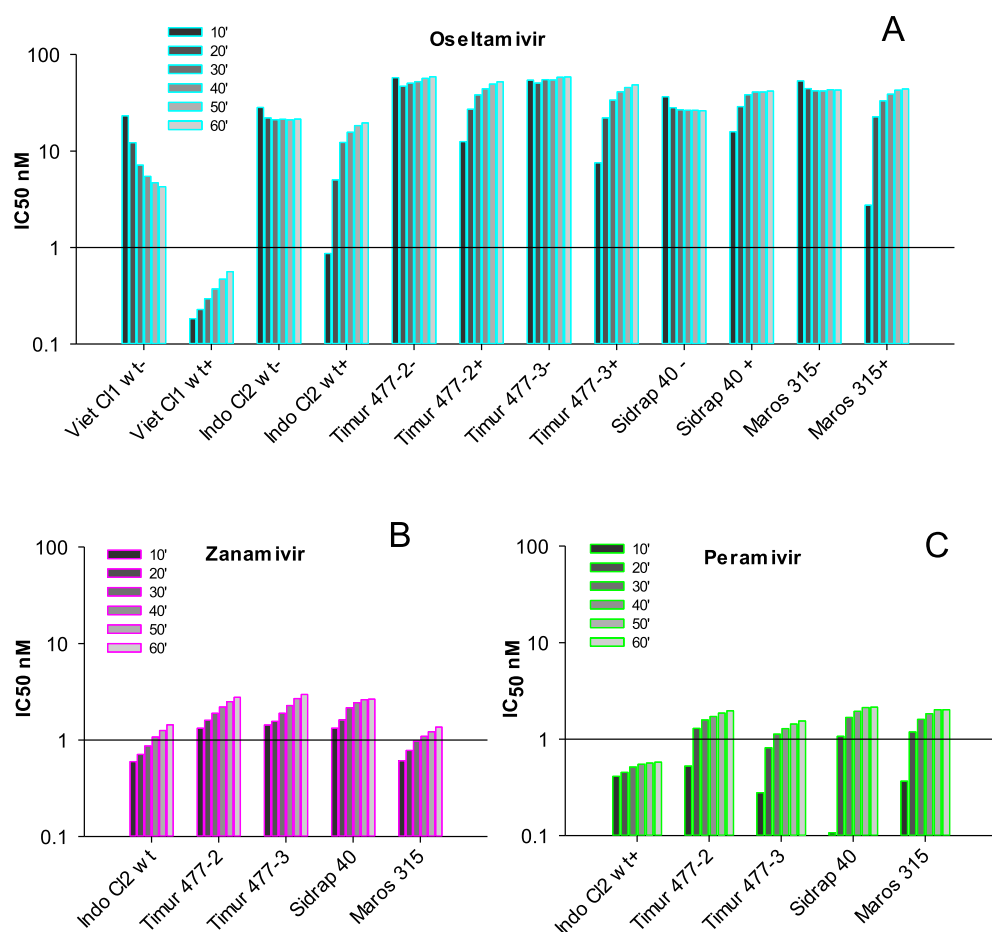 A
Oseltamivir
10'
20'
30'
40'
50'
60'
100
10
1
0.1
IC50 nM
Viet Cl1 wt-
Viet Cl1 wt+
Indo Cl2 wt-
Indo Cl2 wt+
Timur 477-2-
Timur 477-2+
Timur 477-3-
Timur 477-3+
Sidrap 40 -
Sidrap 40 +
Maros 315-
Maros 315+
B
Zanamivir
10'
20'
30'
40'
50'
60'
100
10
1
0.1
IC50 nM
Indo Cl2 wt
Timur 477-2
Timur 477-3
Sidrap 40
Maros 315
C
Peramivir
10'
20'
30'
40'
50'
60'
100
10
1
0.1
IC50 nM
Indo Cl2 wt+
Timur 477-2
Timur 477-3
Sidrap 40
Maros 315